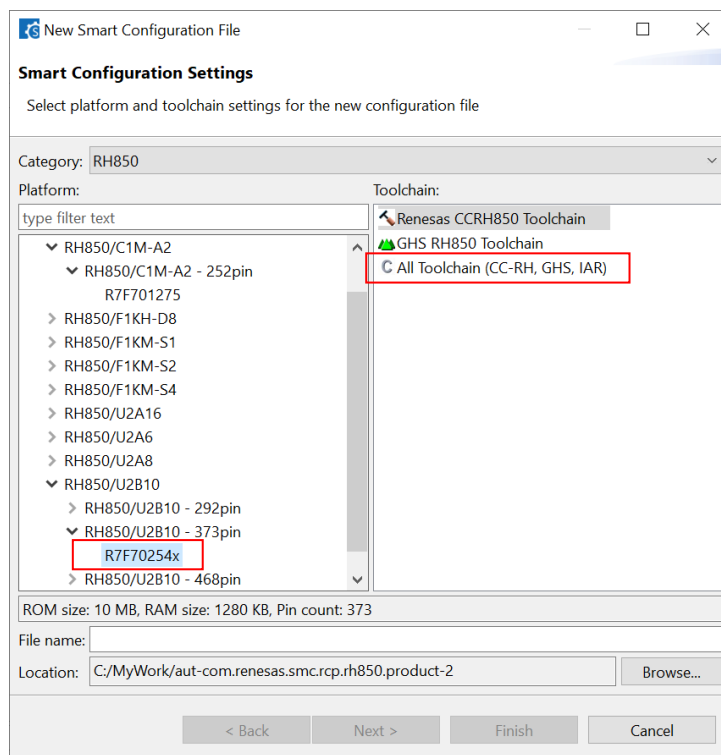 New Smart Configuration File
Smart Configuration Settings
Select platform and toolchain settings for the new configuration file
Category: RH850
Platform:
Toolchain:
type filter text
RH850/C1M-A2
RH850/C1M-A2 - 252pin
R7F701275
RH850/F1KH-D8
RH850/F1KM-S1
RH850/F1KM-S2
RH850/F1KM-S4
RH850/U2A16
RH850/U2A6
RH850/U2A8
RH850/U2B10
RH850/U2B10 - 292pin
RH850/U2B10 - 373pin
R7F70254x
RH850/U2B10 - 468pin
Renesas CCRH850 Toolchain
GHS RH850 Toolchain
All Toolchain (CC-RH, GHS, IAR)
ROM size: 10 MB, RAM size: 1280 KB, Pin count: 373
File name:
Location: C:/MyWork/aut-com.renesas.smc.rcp.rh850.product-2
Browse...
< Back
Next >
Finish
Cancel